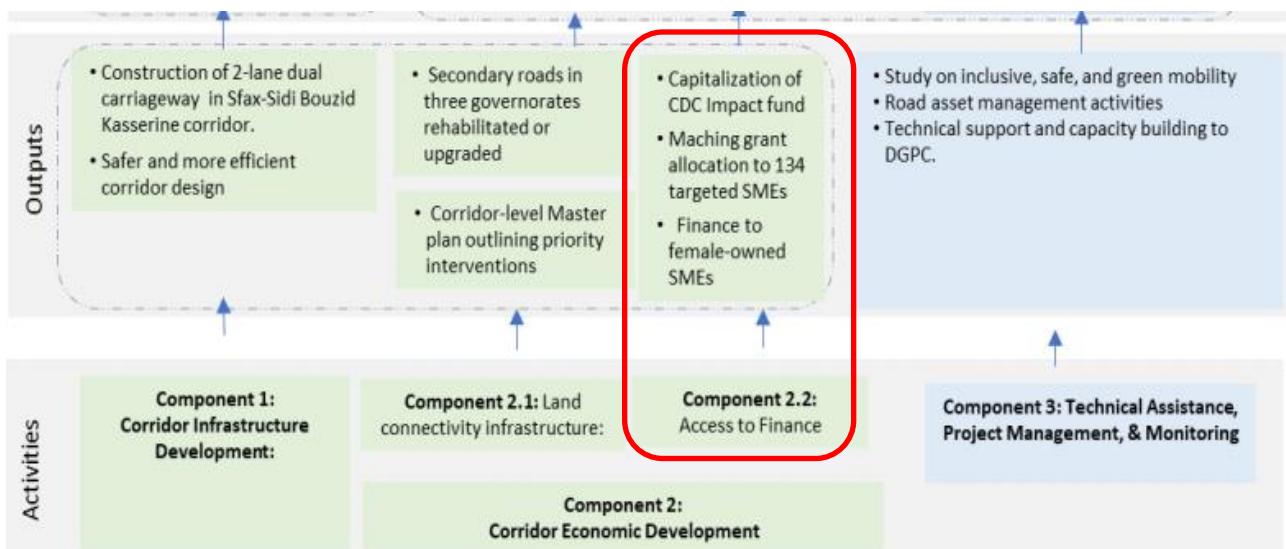 Outputs
• Construction of 2-lane dual
carriageway in Sfax-Sidi Bouzid
Kasserine corridor.
• Safer and more efficient
corridor design
• Secondary roads in
three governorates
rehabilitated or
upgraded
• Corridor-level Master
plan outlining priority
interventions
• Capitalization of
CDC Impact fund
• Maching grant
allocation to 134
targeted SMEs
• Finance to
female-owned
SMEs
• Study on inclusive, safe, and green mobility
• Road asset management activities
• Technical support and capacity building to
DGPC.
Activities
Component 1:
Corridor Infrastructure
Development:
Component 2.1: Land
connectivity infrastructure:
Component 2.2:
Access to Finance
Component 3: Technical Assistance,
Project Management, & Monitoring
Component 2:
Corridor Economic Development